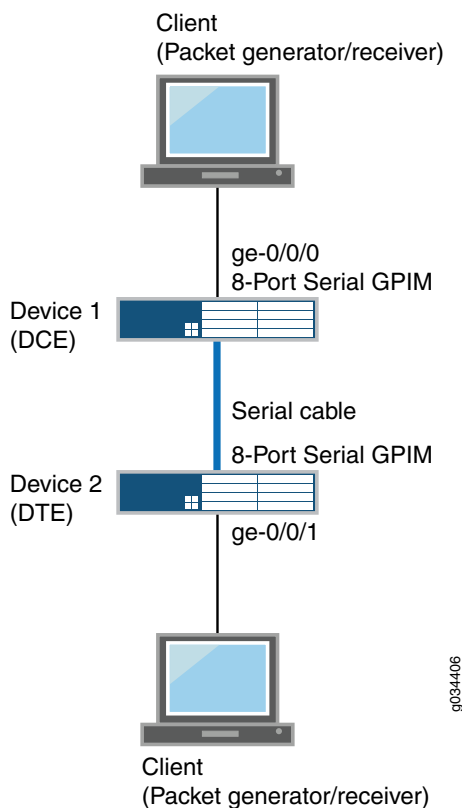 Client
(Packet generator/receiver)
ge-0/0/0
8-Port Serial GPIM
Device 1
(DCE)
Serial cable
8-Port Serial GPIM
Device 2
(DTE)
ge-0/0/1
g034406
Client
(Packet generator/receiver)